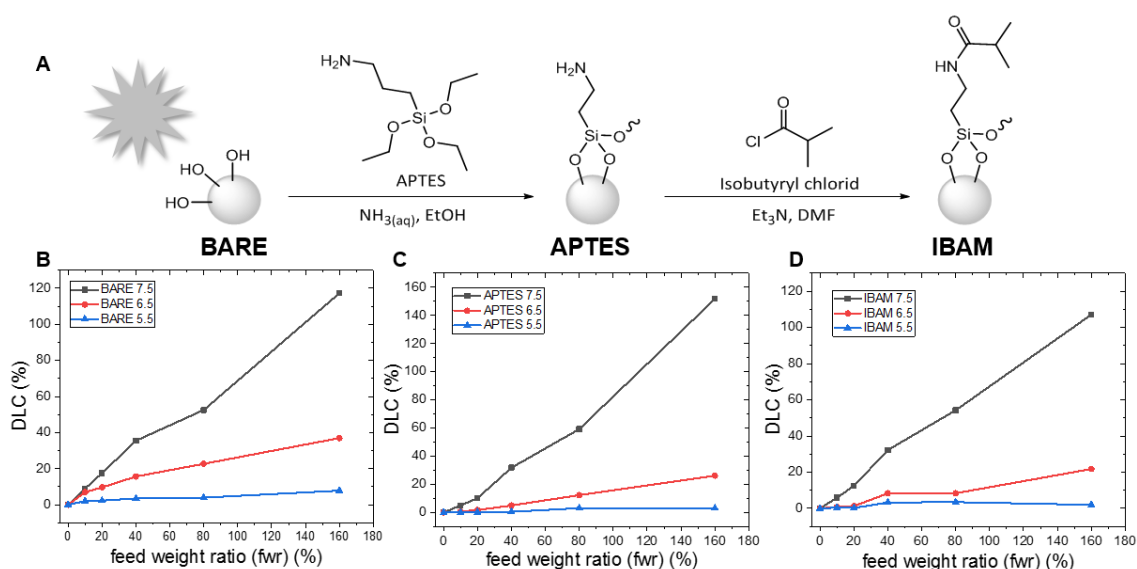 A
H₂N
Si
O
O
O
APTES
NH₃(aq), EtOH
HO
OH
HO
BARE
H₂N
Si
O
O
O
APTES
O
Cl
Isobutyryl chlorid
Et₃N, DMF
O
HN
Si
O
O
O
IBAM
B
BARE 7.5
BARE 6.5
BARE 5.5
DLC (%)
120
100
80
60
40
20
0
0 20 40 60 80 100 120 140 160 180
feed weight ratio (fwr) (%)
C
APTES 7.5
APTES 6.5
APTES 5.5
DLC (%)
160
140
120
100
80
60
40
20
0
0 20 40 60 80 100 120 140 160 180
feed weight ratio (fwr) (%)
D
IBAM 7.5
IBAM 6.5
IBAM 5.5
DLC (%)
120
100
80
60
40
20
0
0 20 40 60 80 100 120 140 160 180
feed weight ratio (fwr) (%)